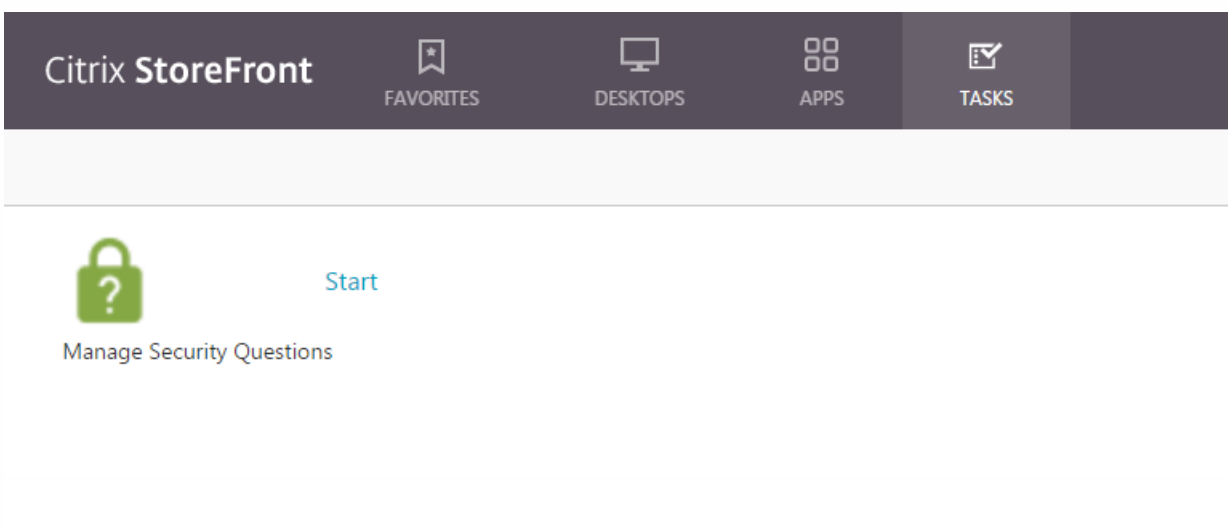 Citrix StoreFront
FAVORITES
DESKTOPS
APPS
TASKS
?
Start
Manage Security Questions